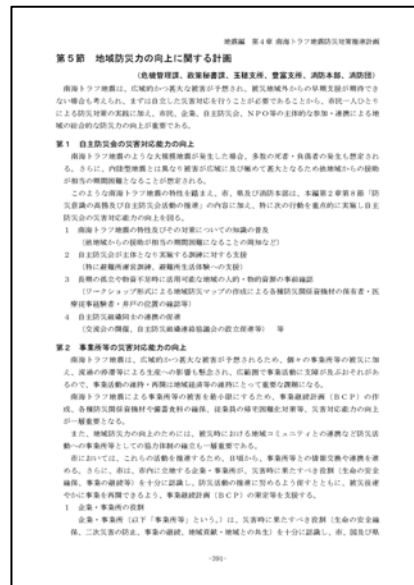 地震編　第４章 南海トラフ地震防災対策推進計画
第５節　地域防災力の向上に関する計画
（危機管理課、政策秘書課、玉穂支所、豊富支所、消防本部、消防団）
南海トラフ地震は、広域的かつ甚大な被害が予想され、被災地域外からの早期支援が期待でき
ない場合も考えられ、まずは自立した災害対応を行うことが必要であることから、市民一人ひとり
による防災対策の実践に加え、市民、企業、自主防災会、ＮＰＯ等の主体的な参加・連携による地
域の総合的な防災力の向上が重要である。
第１　自主防災会の災害対応能力の向上
南海トラフ地震のような大規模地震が発生した場合、多数の死者・負傷者の発生も想定され
る。さらに、内陸型地震とは異なり被害が広域に及び極めて甚大なるため他地域からの援助
が相当の期間困難となることが想定される。
このような南海トラフ地震の特性を踏まえ、市、県及び消防本部は、本編第２章第８節「防
災意識の高揚及び自主防災会活動の推進」の内容に加え、特に次の行動を重点的に実施し自主
防災会の災害対応能力の向上を図る。
１　南海トラフ地震の特性及びその対策についての知識の普及
（他地域からの援助が相当の期間困難になることの周知など）
２　自主防災会が主体となり実施する訓練に対する支援
（特に避難所運営訓練、避難所生活体験への支援）
３　長期の孤立や物資不足時に活用可能な地域の人的・物的資源の事前確認
（ワークショップ形式による地域防災マップの作成による各種防災関係資機材の保有者・医
療従事経験者・井戸の位置の確認等）
４　自主防災組織同士の連携の促進
（交流会の開催、自主防災組織連絡協議会の設立促進等）　等
第２　事業所等の災害対応能力の向上
南海トラフ地震は、広域的かつ甚大な被害が予想されるため、個々の事業所等の被災に加
え、流通の停滞等による生産への影響も懸念され、広範囲で事業活動に支障が及ぶおそれがあ
るので、事業活動の維持・再開は地域経済等の維持にとって重要な課題になる。
南海トラフ地震による事業所等の被害を最小限にするため、事業継続計画（ＢＣＰ）の作
成、各種防災関係資機材や備蓄食料の確保、従業員の帰宅困難化対策等、災害対応能力の向上
が一層重要となる。
また、地域防災力の向上のためには、被災時における地域コミュニティとの連携など防災活
動への事業所等としての協力体制の確立も一層重要である。
市においては、これらの活動を推進するため、日頃から、事業所等との情報交換や連携を進
める。さらに、市は、市内に立地する企業・事業所が、災害時に果たすべき役割（生命の安全
確保、事業の継続等）を十分に認識し、防災活動の推進に努めるよう促すとともに、被災後速
やかに事業を再開できるよう、事業継続計画（ＢＣＰ）の策定等を支援する。
１　企業・事業所の役割
企業・事業所（以下「事業所等」という。）は、災害時に果たすべき役割（生命の安全確
保、二次災害の防止、事業の継続、地域貢献・地域との共生）を十分に認識し、市、国及び県
-391-